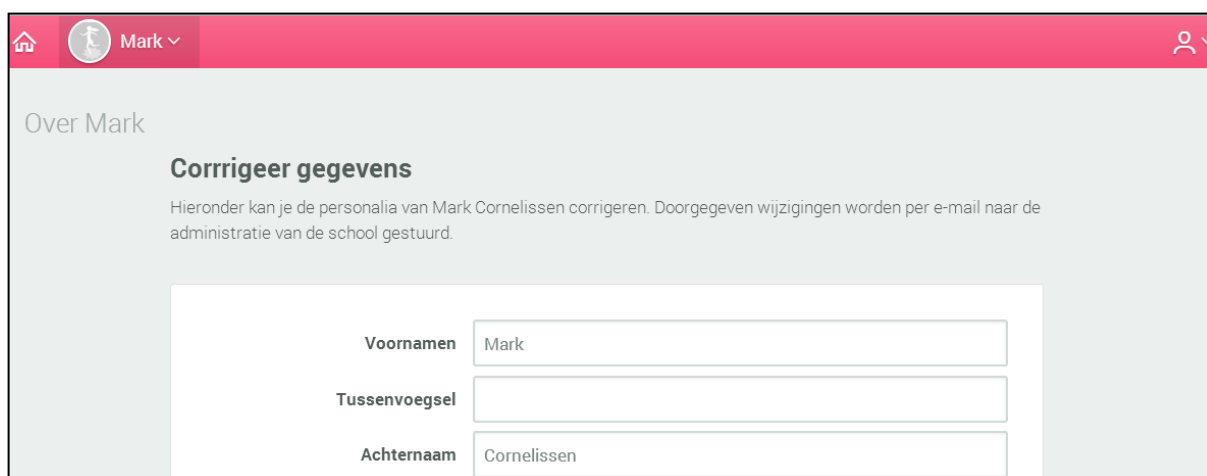 Mark
Over Mark
Corrrigeer gegevens
Hieronder kan je de personalia van Mark Cornelissen corrigeren. Doorgegeven wijzigingen worden per e-mail naar de
administratie van de school gestuurd.
Voornamen Mark
Tussenvoegsel
Achternaam Cornelissen